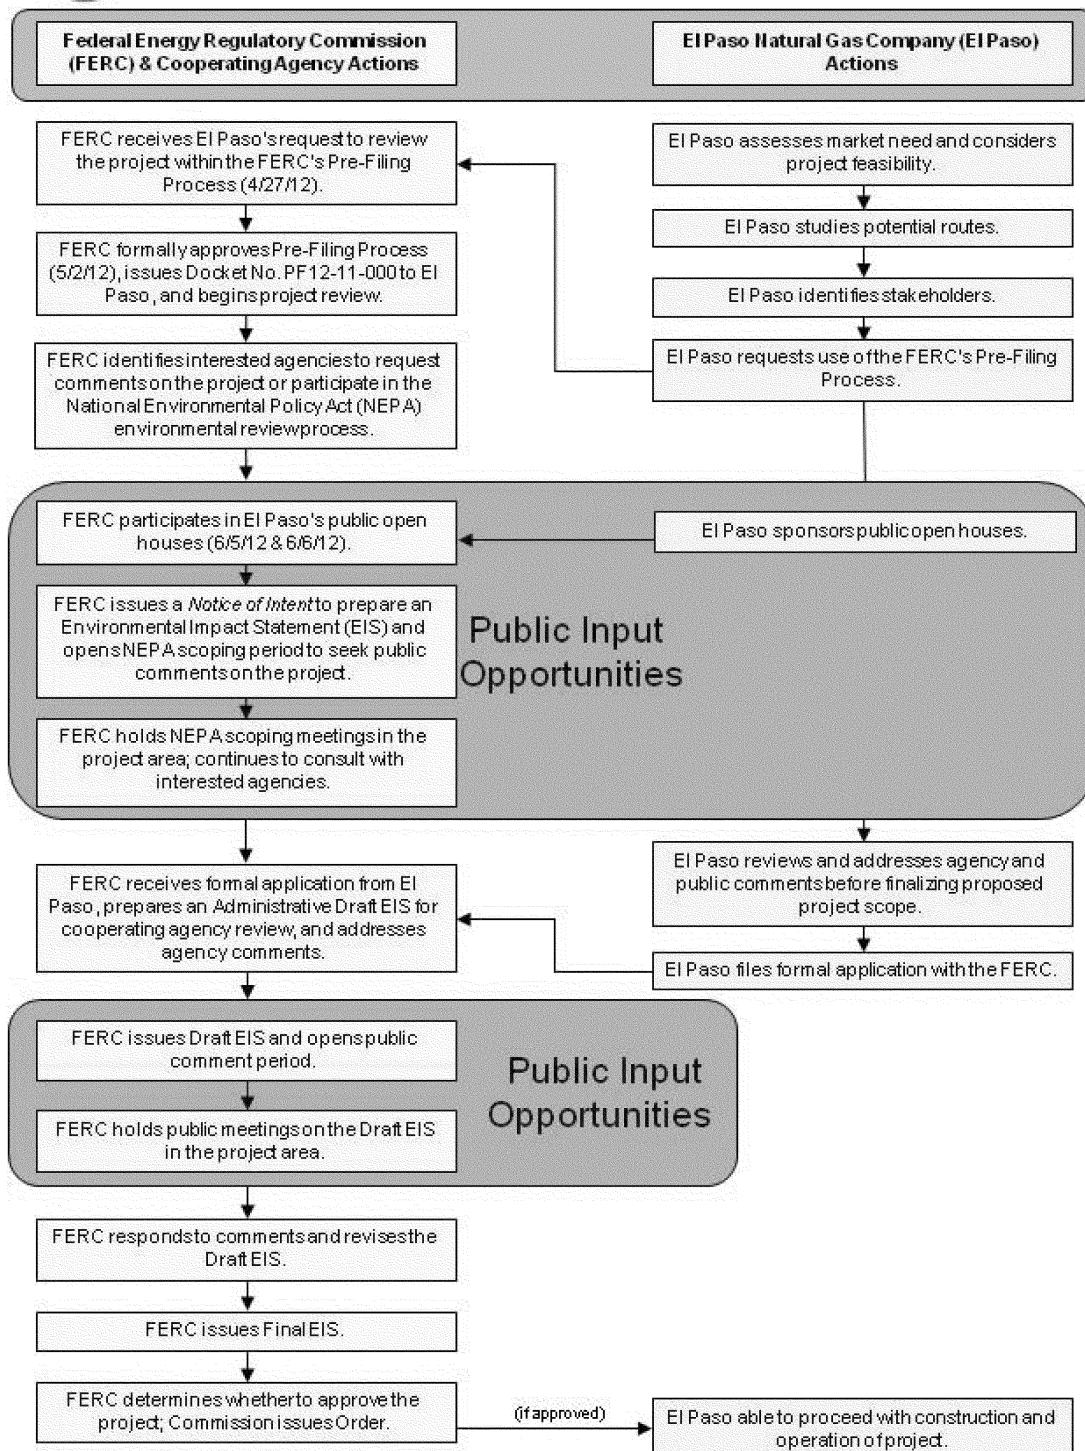 Federal Energy Regulatory Commission
(FERC) & Cooperating Agency Actions
El Paso Natural Gas Company (El Paso)
Actions
FERC receives El Paso's request to review
the project within the FERC's Pre-Filing
Process (4/27/12).
El Paso assesses market need and considers
project feasibility.
El Paso studies potential routes.
FERC formally approves Pre-Filing Process
(5/2/12), issues Docket No. PF12-11-000 to El
Paso, and begins project review.
El Paso identifies stakeholders.
FERC identifies interested agencies to request
comments on the project or participate in the
National Environmental Policy Act (NEPA)
environmental review process.
El Paso requests use of the FERC's Pre-Filing
Process.
FERC participates in El Paso's public open
houses (6/5/12 & 6/6/12).
El Paso sponsors public open houses.
FERC issues a Notice of Intent to prepare an
Environmental Impact Statement (EIS) and
opens NEPA scoping period to seek public
comments on the project.
Public Input
Opportunities
FERC holds NEPA scoping meetings in the
project area; continues to consult with
interested agencies.
El Paso reviews and addresses agency and
public comments before finalizing proposed
project scope.
FERC receives formal application from El
Paso, prepares an Administrative Draft EIS for
cooperating agency review, and addresses
agency comments.
El Paso files formal application with the FERC.
FERC issues Draft EIS and opens public
comment period.
Public Input
Opportunities
FERC holds public meetings on the Draft EIS
in the project area.
FERC responds to comments and revises the
Draft EIS.
FERC issues Final EIS.
FERC determines whether to approve the
project; Commission issues Order.
(if approved)
El Paso able to proceed with construction and
operation of project.